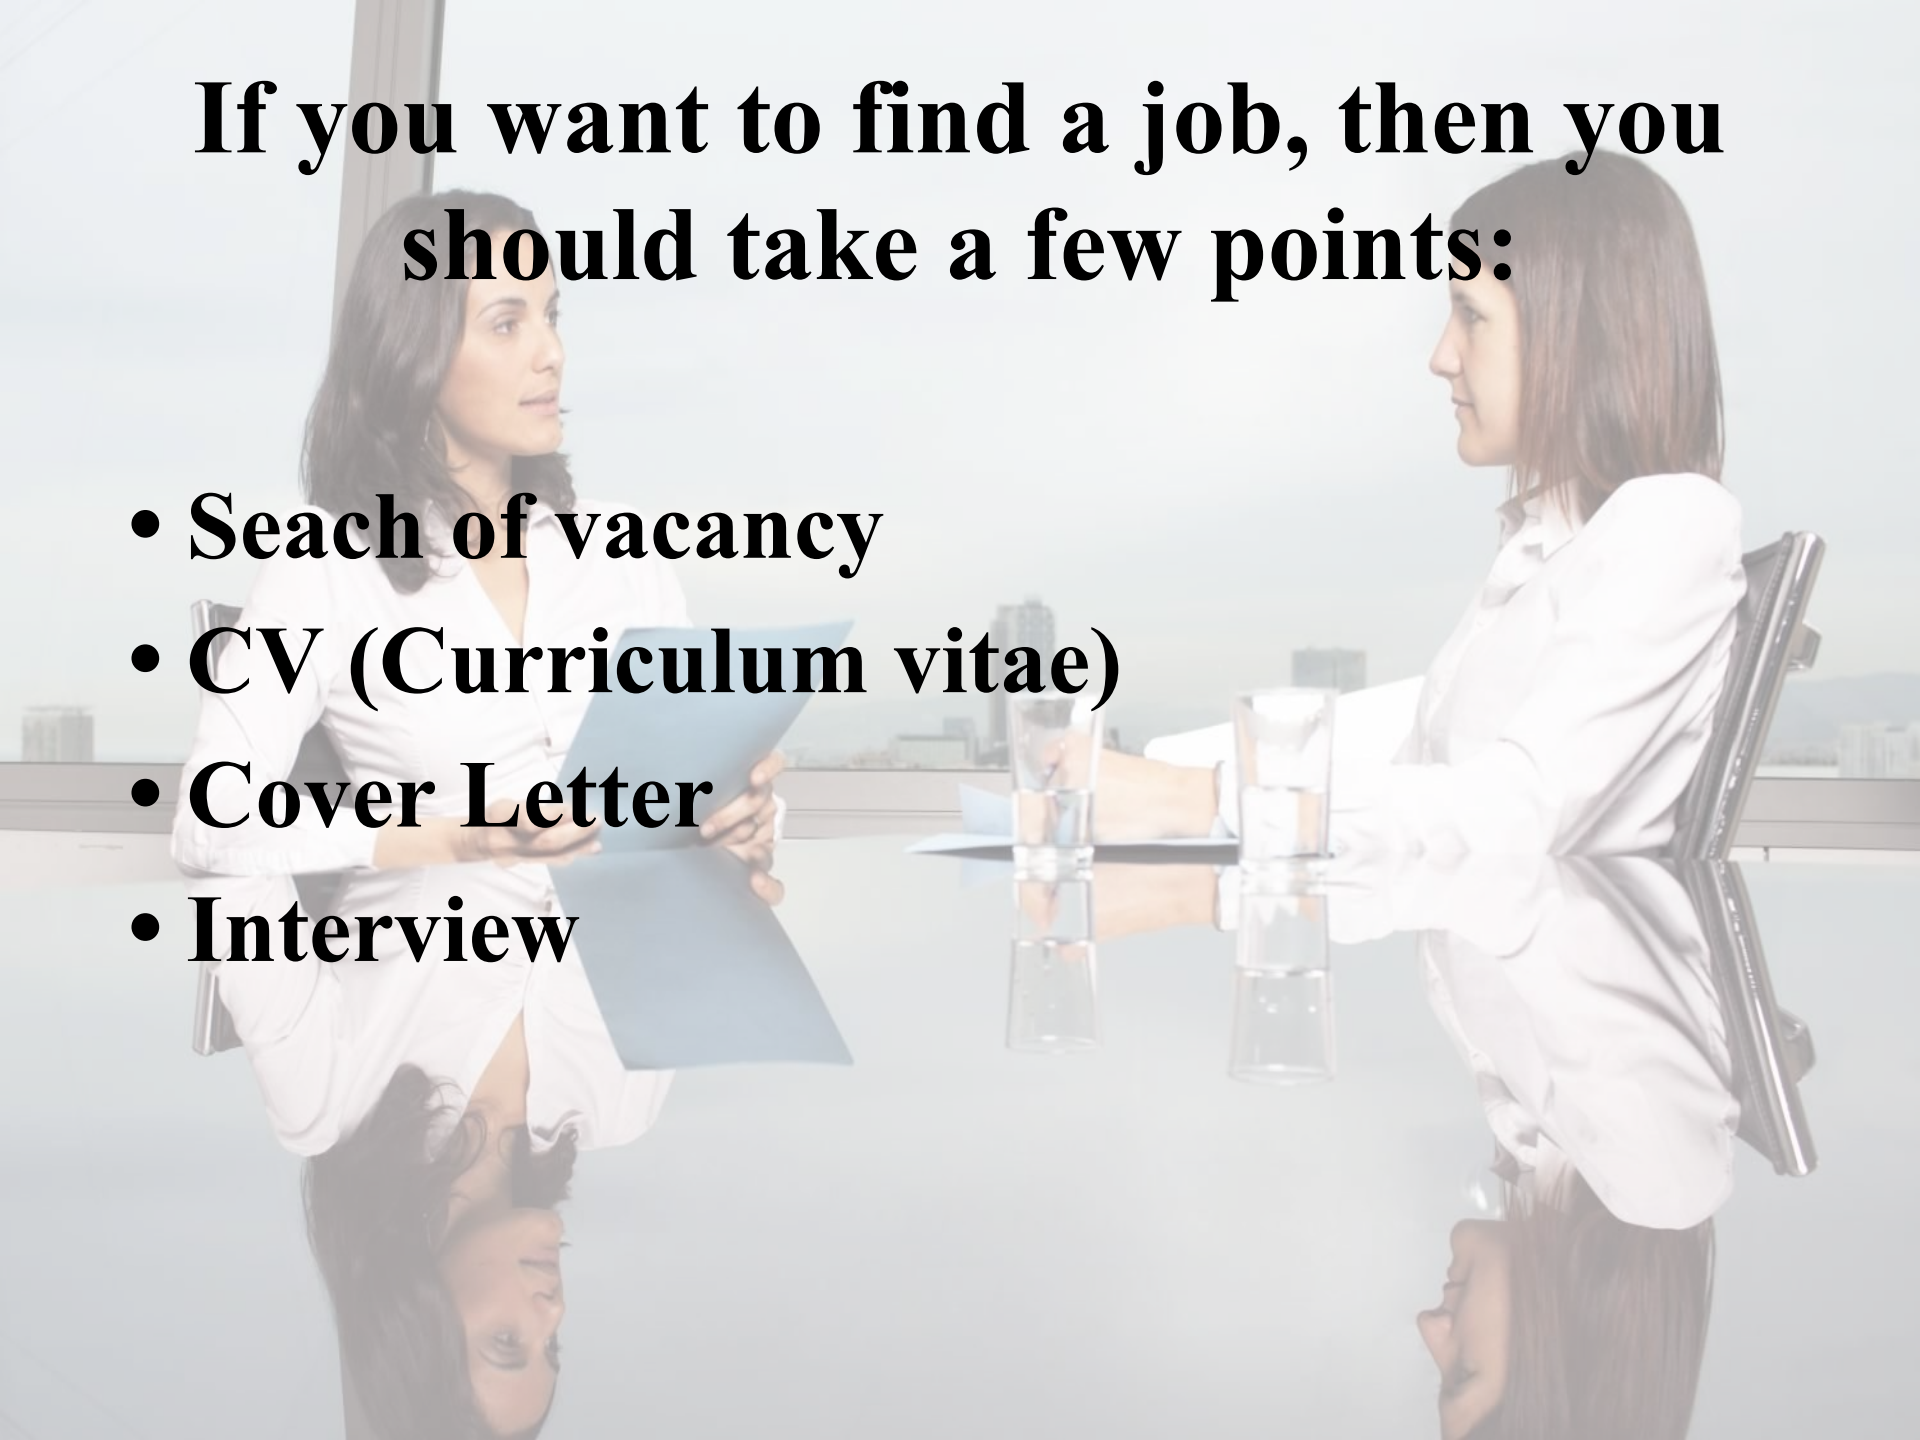 If you want to find a job, then you
should take a few points:
• Seach of vacancy
• CV (Curriculum vitae)
• Cover Letter
• Interview